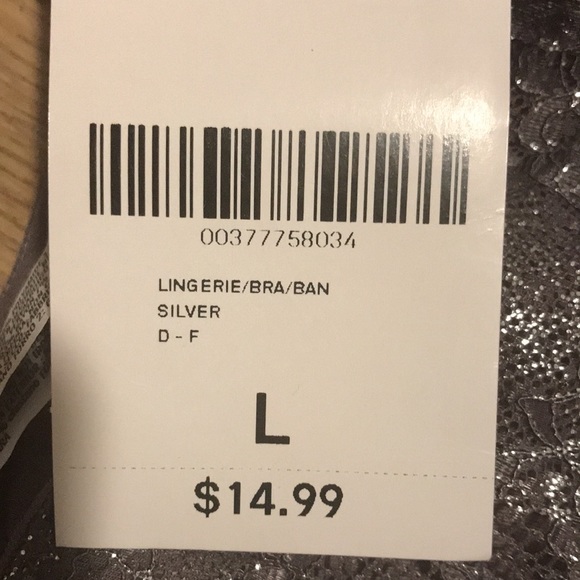 00377758034
LINGERIE/BRA/BAN
SILVER
D - F
L
$14.99